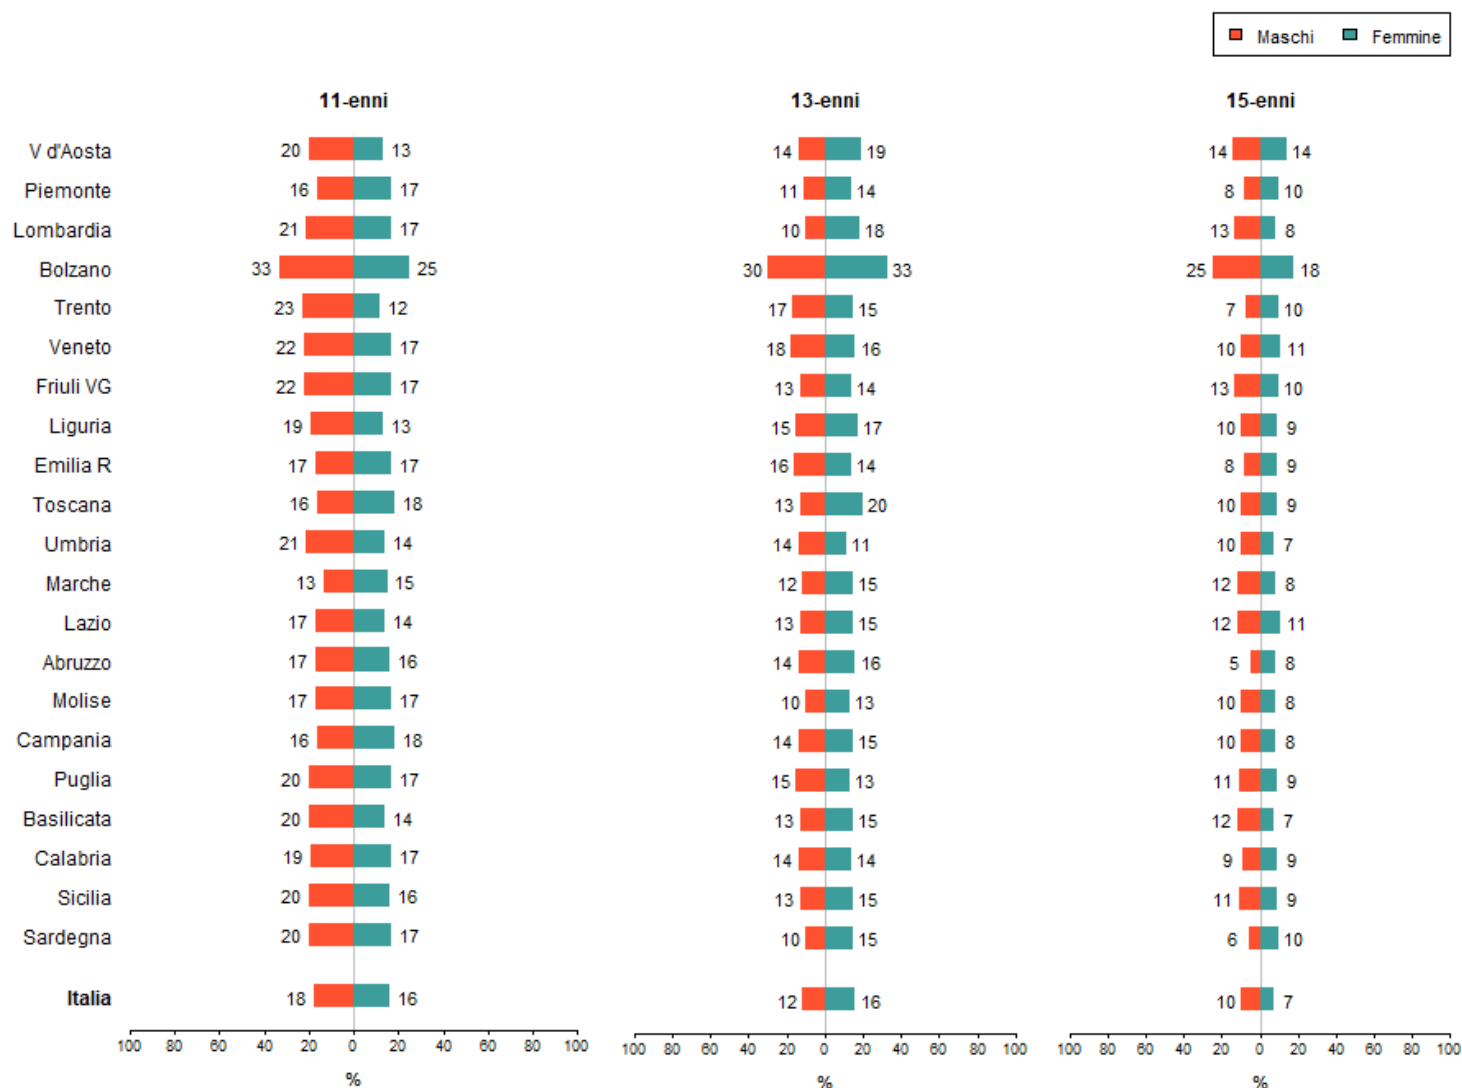 Maschi Femmine
11-enni 13-enni 15-enni
V d'Aosta 20 13 14 19 14 14
Piemonte 16 17 11 14 8 10
Lombardia 21 17 10 18 13 8
Bolzano 33 25 30 33 25 18
Trento 23 12 17 15 7 10
Veneto 22 17 18 16 10 11
Friuli VG 22 17 13 14 13 10
Liguria 19 13 15 17 10 9
Emilia R 17 17 16 14 8 9
Toscana 16 18 13 20 10 9
Umbria 21 14 14 11 10 7
Marche 13 15 12 15 12 8
Lazio 17 14 13 15 12 11
Abruzzo 17 16 14 16 5 8
Molise 17 17 10 13 10 8
Campania 16 18 14 15 10 8
Puglia 20 17 15 13 11 9
Basilicata 20 14 13 15 12 7
Calabria 19 17 14 14 9 9
Sicilia 20 16 13 15 11 9
Sardegna 20 17 10 15 6 10
Italia 18 16 12 16 10 7
100 80 60 40 20 0 20 40 60 80 100 100 80 60 40 20 0 20 40 60 80 100 100 80 60 40 20 0 20 40 60 80 100
% % %